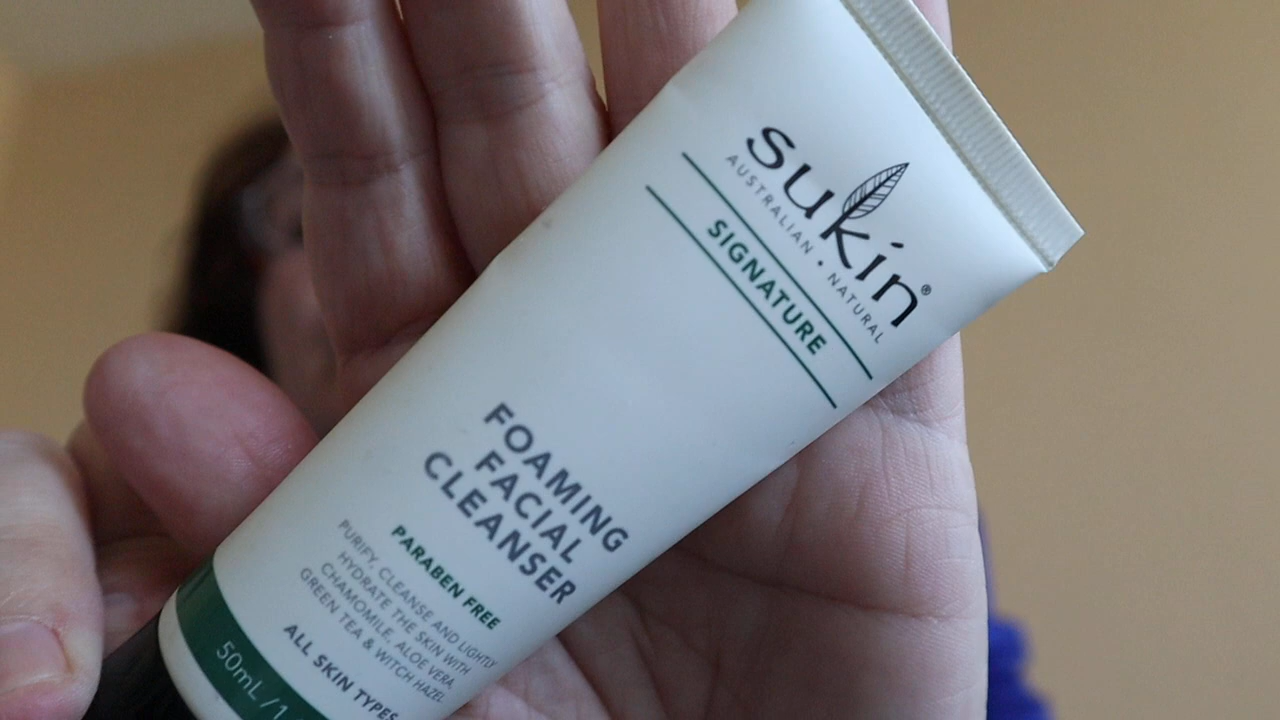 sukin®
AUSTRALIAN • NATURAL
SIGNATURE
FOAMING
FACIAL
CLEANSER
PARABEN FREE
PURIFY, CLEANSE AND LIGHTLY
HYDRATE THE SKIN WITH
CHAMOMILE, ALOE VERA,
GREEN TEA & WITCH HAZEL
ALL SKIN TYPES
50mL / 1